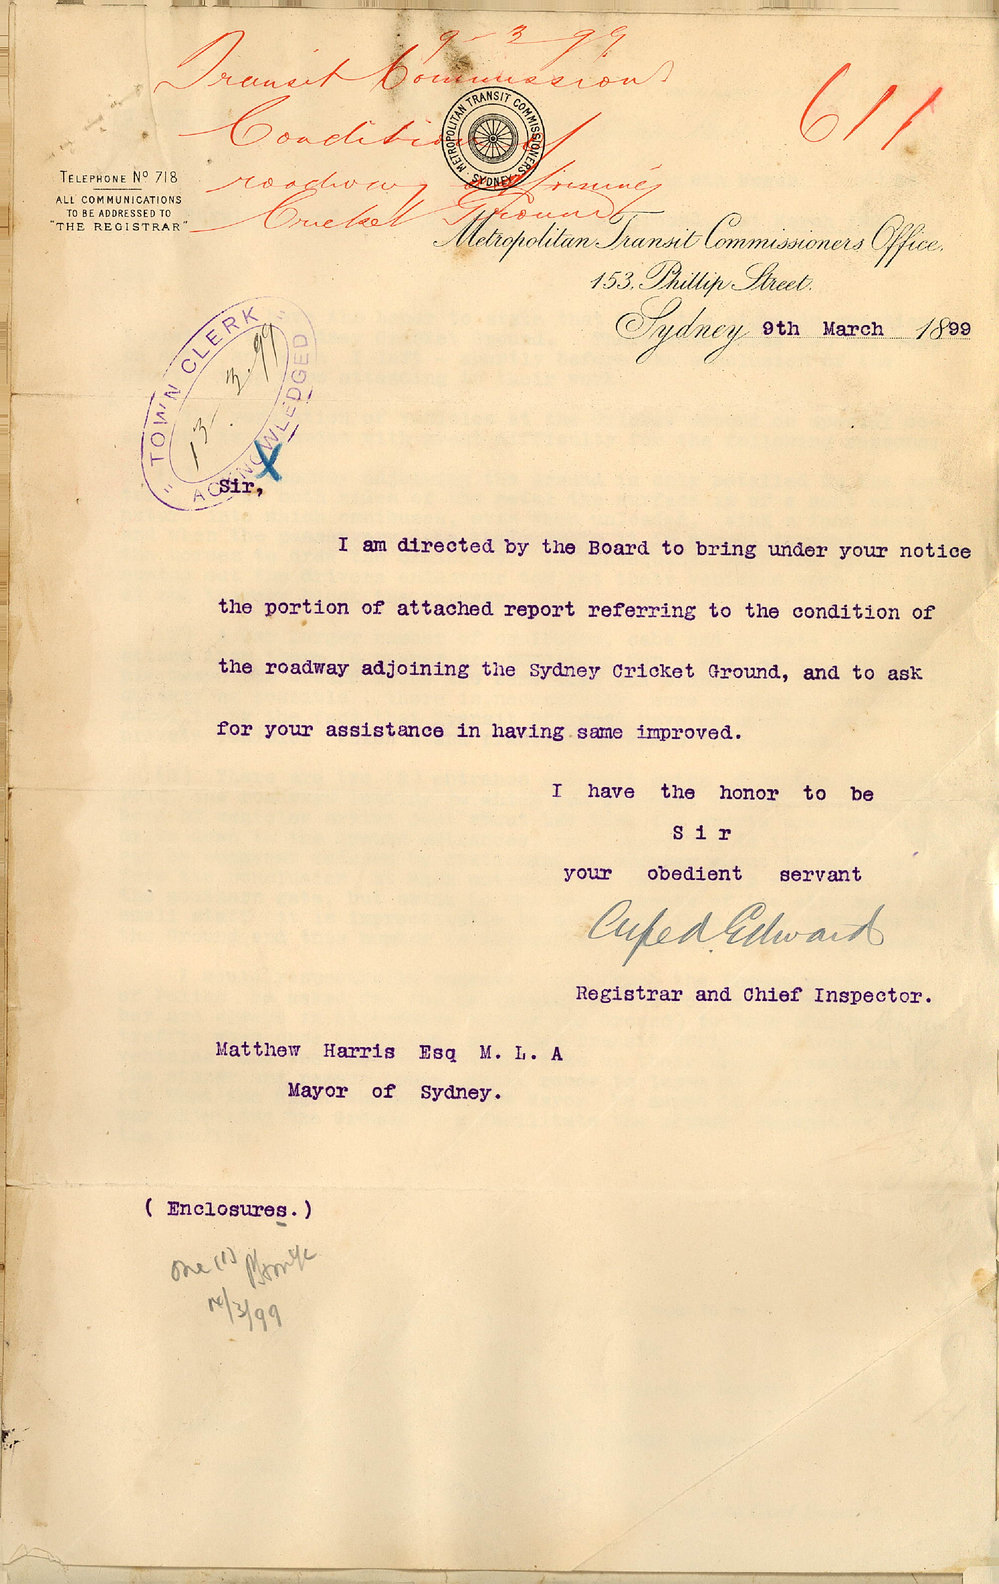 9-3-99
Transit Commission
Condition of
roadway
Cricket Ground
611
METROPOLITAN TRANSIT COMMISSIONERS
SYDNEY
TELEPHONE Nº 718
ALL COMMUNICATIONS
TO BE ADDRESSED TO
"THE REGISTRAR"
Metropolitan Transit Commissioners Office.
153, Phillip Street.
Sydney 9th March 1899
"TOWN CLERK"
13-3.99
ACKNOWLEDGED
Sir,
I am directed by the Board to bring under your notice
the portion of attached report referring to the condition of
the roadway adjoining the Sydney Cricket Ground, and to ask
for your assistance in having same improved.
I have the honor to be
Sir
your obedient servant
Alfred Edward
Registrar and Chief Inspector.
Matthew Harris Esq M. L. A
Mayor of Sydney.
( Enclosures.)
One (1)
/3/99